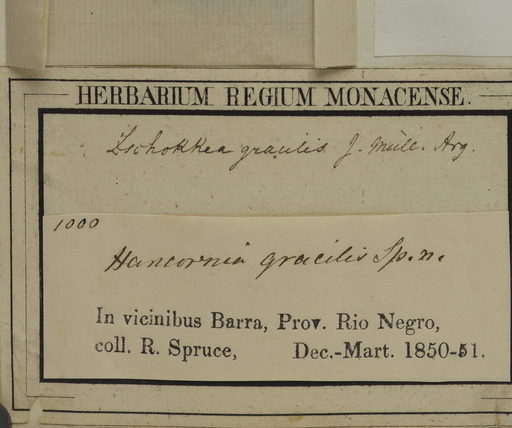 HERBARIUM REGIUM MONACENSE.
Zschokkea gracilis J. Müll. Arg.
1000
Hancornia gracilis Sp. n.
In vicinibus Barra, Prov. Rio Negro,
coll. R. Spruce, Dec.-Mart. 1850-51.